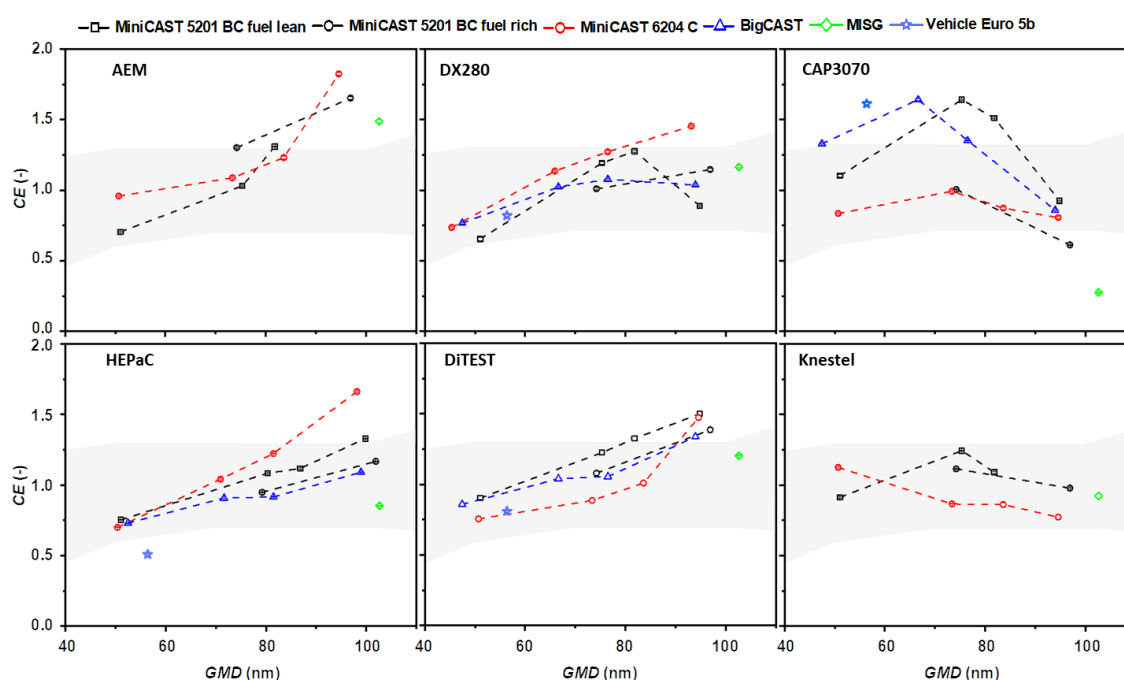 MiniCAST 5201 BC fuel lean MiniCAST 5201 BC fuel rich MiniCAST 6204 C BigCAST MISG Vehicle Euro 5b
AEM DX280 CAP3070
2.0
1.5
1.0
0.5
0.0
CE (-)
HEPaC DiTEST Knestel
2.0
1.5
1.0
0.5
0.0
CE (-)
40 60 80 100 40 60 80 100 40 60 80 100
GMD (nm) GMD (nm) GMD (nm)